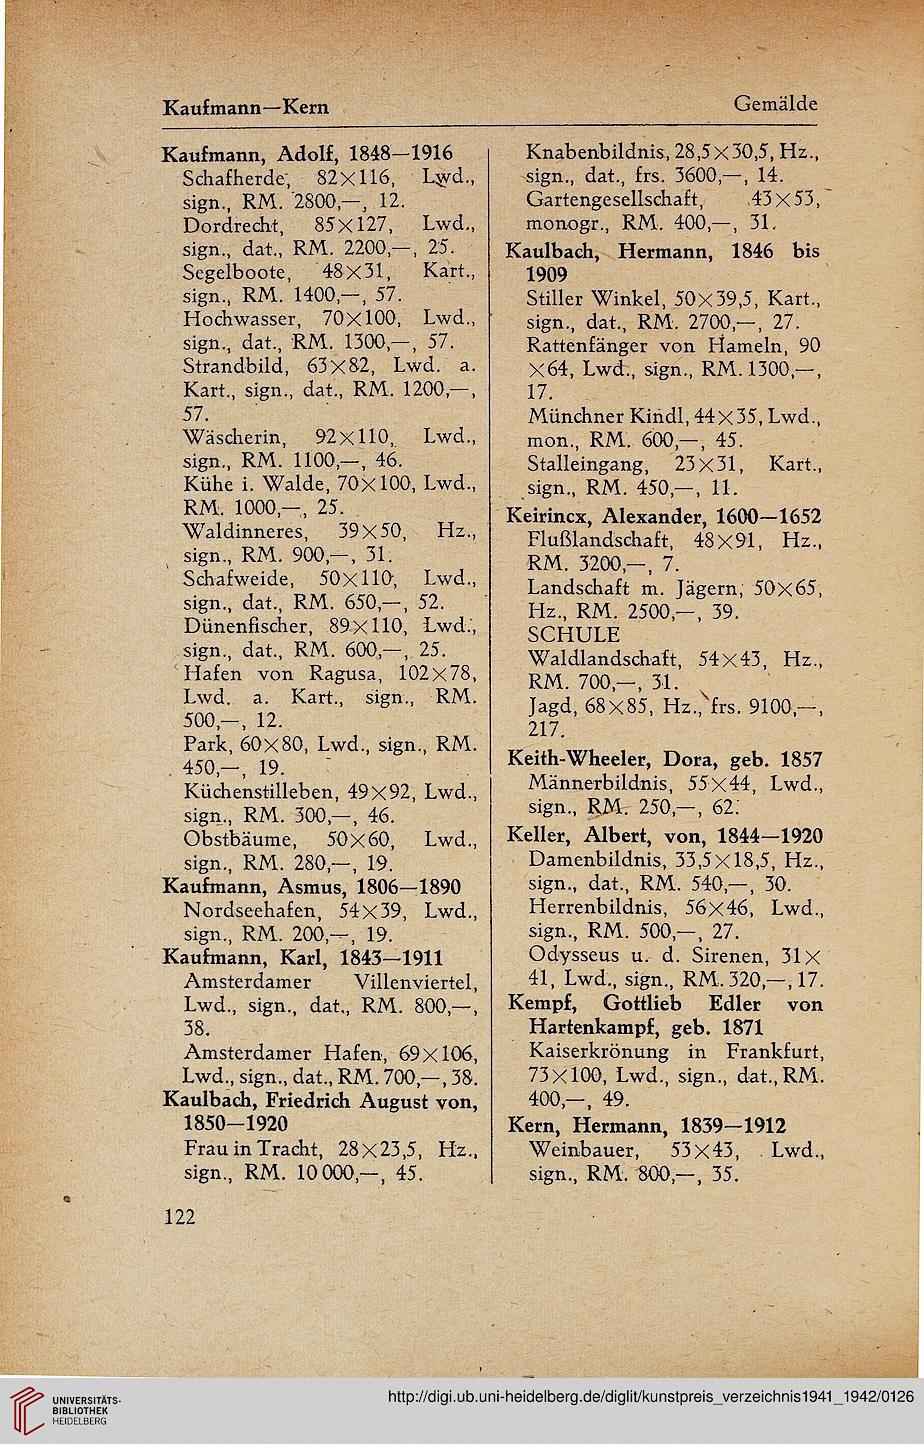 Kaufmann—Kern
Gemälde
Kaufmann, Adolf, 1848—1916
Schafherde, 82×116, Lwd.,
sign., RM. 2800,—, 12.
Dordrecht, 85×127, Lwd.,
sign., dat., RM. 2200,—, 25.
Segelboote, 48×31, Kart.,
sign., RM. 1400,—, 57.
Hochwasser, 70×100, Lwd.,
sign., dat., RM. 1300,—, 57.
Strandbild, 63×82, Lwd. a.
Kart., sign., dat., RM. 1200,—,
57.
Wäscherin, 92×110, Lwd.,
sign., RM. 1100,—, 46.
Kühe i. Walde, 70×100, Lwd.,
RM. 1000,—, 25.
Waldinneres, 39×50, Hz.,
sign., RM. 900,—, 31.
Schafweide, 50×110, Lwd.,
sign., dat., RM. 650,—, 52.
Dünenfischer, 89×110, Lwd.,
sign., dat., RM. 600,—, 25.
Hafen von Ragusa, 102×78,
Lwd. a. Kart., sign., RM.
500,—, 12.
Park, 60×80, Lwd., sign., RM.
450,—, 19.
Küchenstilleben, 49×92, Lwd.,
sign., RM. 300,—, 46.
Obstbäume, 50×60, Lwd.,
sign., RM. 280,—, 19.
Kaufmann, Asmus, 1806—1890
Nordseehafen, 54×39, Lwd.,
sign., RM. 200,—, 19.
Kaufmann, Karl, 1843—1911
Amsterdamer Villenviertel,
Lwd., sign., dat., RM. 800,—,
38.
Amsterdamer Hafen, 69×106,
Lwd., sign., dat., RM. 700,—, 38.
Kaulbach, Friedrich August von,
1850—1920
Frau in Tracht, 28×23,5, Hz.,
sign., RM. 10 000,—, 45.
Knabenbildnis, 28,5×30,5, Hz.,
sign., dat., frs. 3600,—, 14.
Gartengesellschaft, 43×53,
monogr., RM. 400,—, 31.
Kaulbach, Hermann, 1846 bis
1909
Stiller Winkel, 50×39,5, Kart.,
sign., dat., RM. 2700,—, 27.
Rattenfänger von Hameln, 90
×64, Lwd., sign., RM. 1300,—,
17.
Münchner Kindl, 44×35, Lwd.,
mon., RM. 600,—, 45.
Stalleingang, 23×31, Kart.,
sign., RM. 450,—, 11.
Keirincx, Alexander, 1600—1652
Flußlandschaft, 48×91, Hz.,
RM. 3200,—, 7.
Landschaft m. Jägern, 50×65,
Hz., RM. 2500,—, 39.
SCHULE
Waldlandschaft, 54×43, Hz.,
RM. 700,—, 31.
Jagd, 68×85, Hz., frs. 9100,—,
217.
Keith-Wheeler, Dora, geb. 1857
Männerbildnis, 55×44, Lwd.,
sign., RM. 250,—, 62.
Keller, Albert, von, 1844—1920
Damenbildnis, 33,5×18,5, Hz.,
sign., dat., RM. 540,—, 30.
Herrenbildnis, 56×46, Lwd.,
sign., RM. 500,—, 27.
Odysseus u. d. Sirenen, 31×
41, Lwd., sign., RM. 320,—, 17.
Kempf, Gottlieb Edler von
Hartenkampf, geb. 1871
Kaiserkrönung in Frankfurt,
73×100, Lwd., sign., dat., RM.
400,—, 49.
Kern, Hermann, 1839—1912
Weinbauer, 53×43, Lwd.,
sign., RM. 800,—, 35.
122
UNIVERSITÄTS-
BIBLIOTHEK
HEIDELBERG
http://digi.ub.uni-heidelberg.de/diglit/kunstpreis_verzeichnis1941_1942/0126